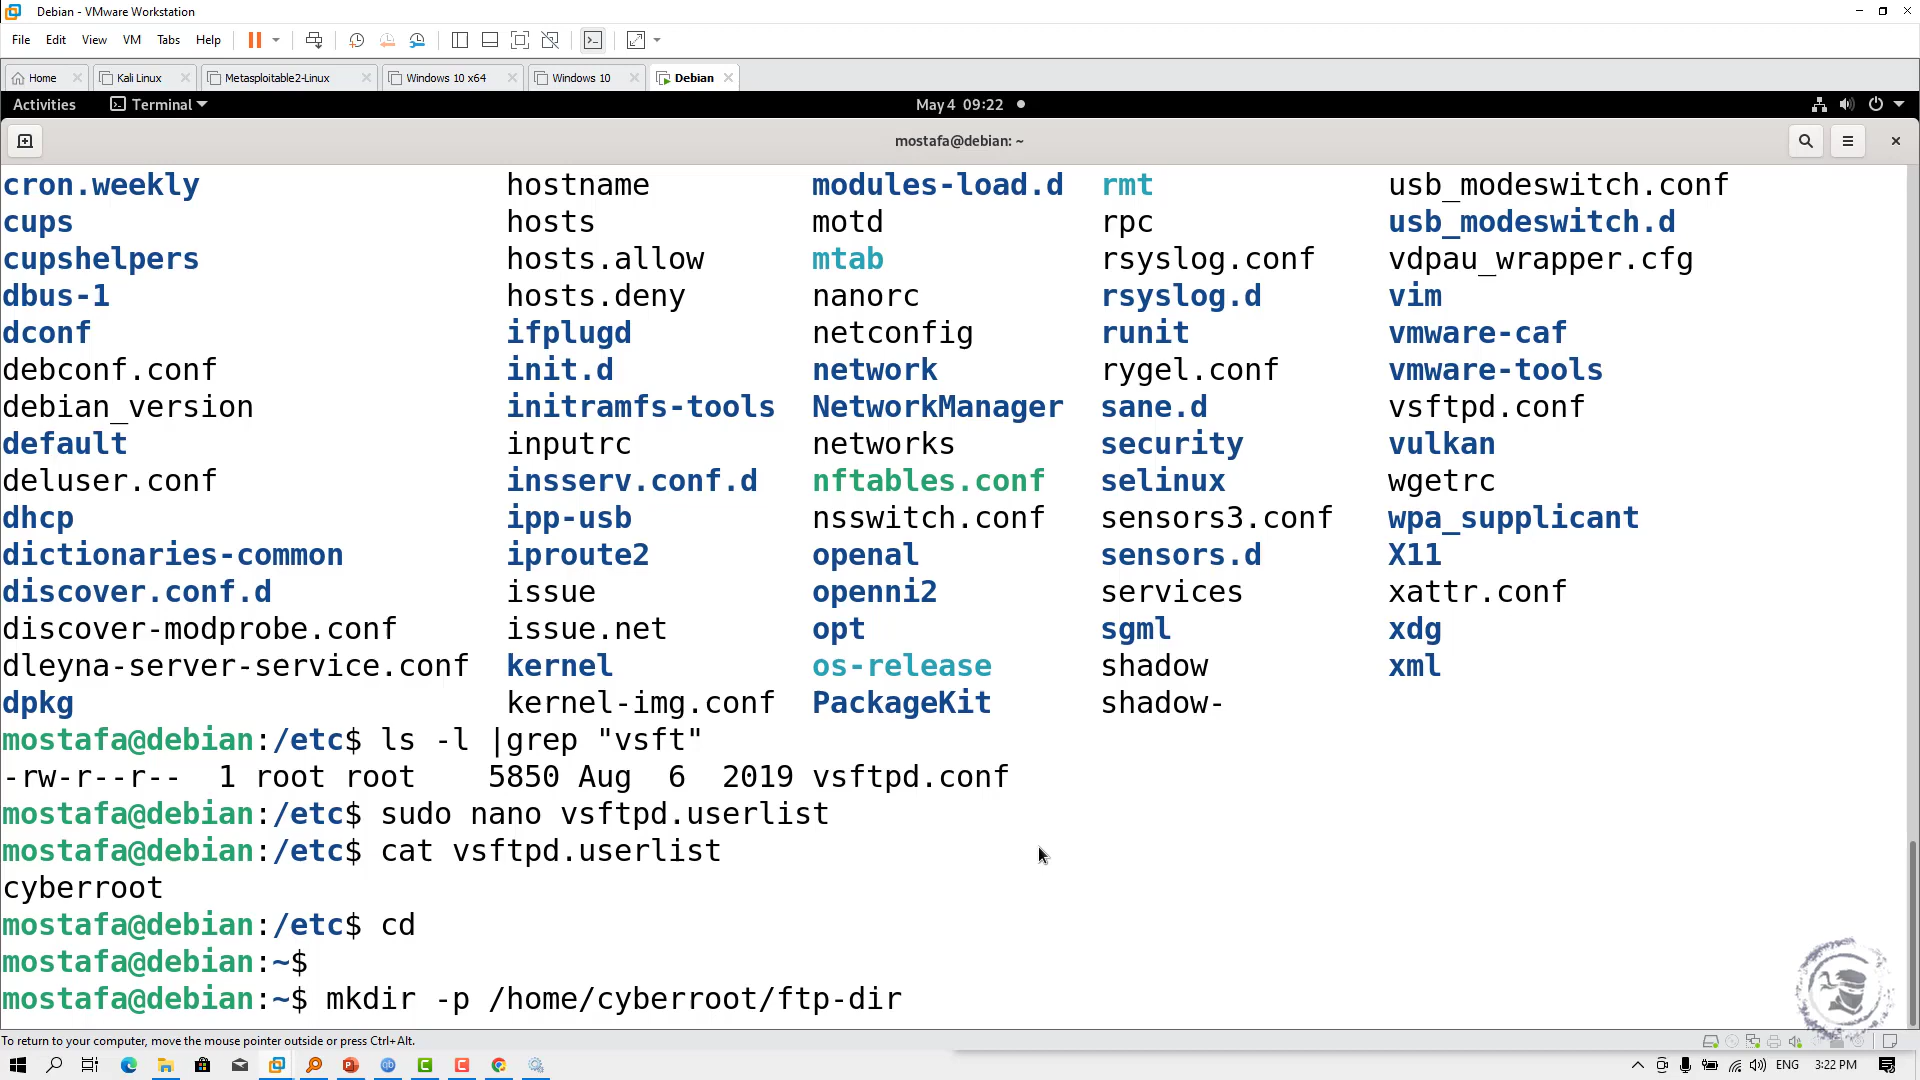 Debian - VMware Workstation
File Edit View VM Tabs Help
Home Kali Linux Metasploitable2-Linux Windows 10 x64 Windows 10 Debian
Activities Terminal May 4 09:22
mostafa@debian: ~
cron.weekly hostname modules-load.d rmt usb_modeswitch.conf
cups hosts motd rpc usb_modeswitch.d
cupshelpers hosts.allow mtab rsyslog.conf vdpau_wrapper.cfg
dbus-1 hosts.deny nanorc rsyslog.d vim
dconf ifplugd netconfig runit vmware-caf
debconf.conf init.d network rygel.conf vmware-tools
debian_version initramfs-tools NetworkManager sane.d vsftpd.conf
default inputrc networks security vulkan
deluser.conf insserv.conf.d nftables.conf selinux wgetrc
dhcp ipp-usb nsswitch.conf sensors3.conf wpa_supplicant
dictionaries-common iproute2 openal sensors.d X11
discover.conf.d issue openni2 services xattr.conf
discover-modprobe.conf issue.net opt sgml xdg
dleyna-server-service.conf kernel os-release shadow xml
dpkg kernel-img.conf PackageKit shadow-
mostafa@debian:/etc$ ls -l |grep "vsft"
-rw-r--r-- 1 root root 5850 Aug 6 2019 vsftpd.conf
mostafa@debian:/etc$ sudo nano vsftpd.userlist
mostafa@debian:/etc$ cat vsftpd.userlist
cyberroot
mostafa@debian:/etc$ cd
mostafa@debian:~$
mostafa@debian:~$ mkdir -p /home/cyberroot/ftp-dir
To return to your computer, move the mouse pointer outside or press Ctrl+Alt.
ENG 3:22 PM